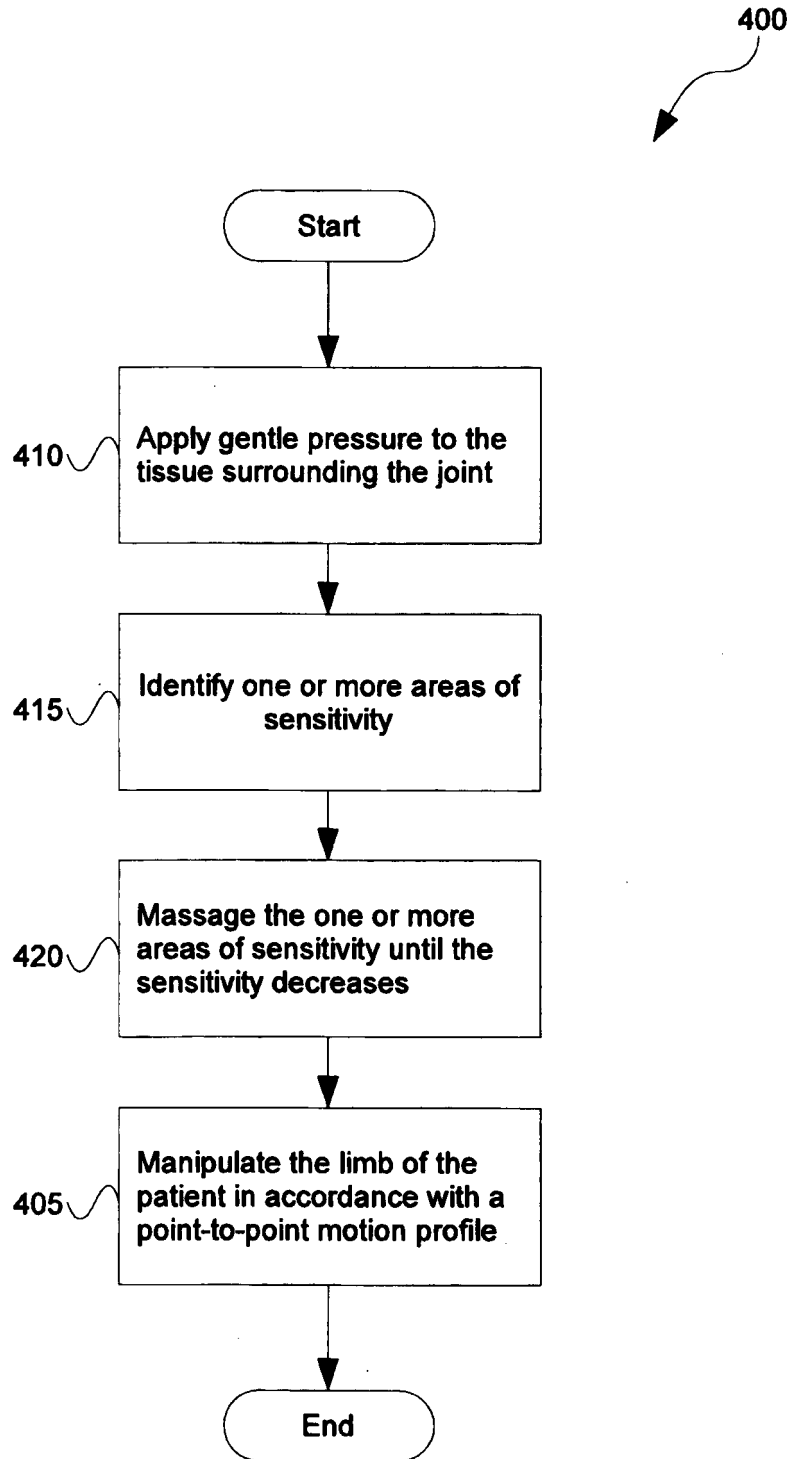 400
Start
410
Apply gentle pressure to the
tissue surrounding the joint
415
Identify one or more areas of
sensitivity
420
Massage the one or more
areas of sensitivity until the
sensitivity decreases
405
Manipulate the limb of the
patient in accordance with a
point-to-point motion profile
End